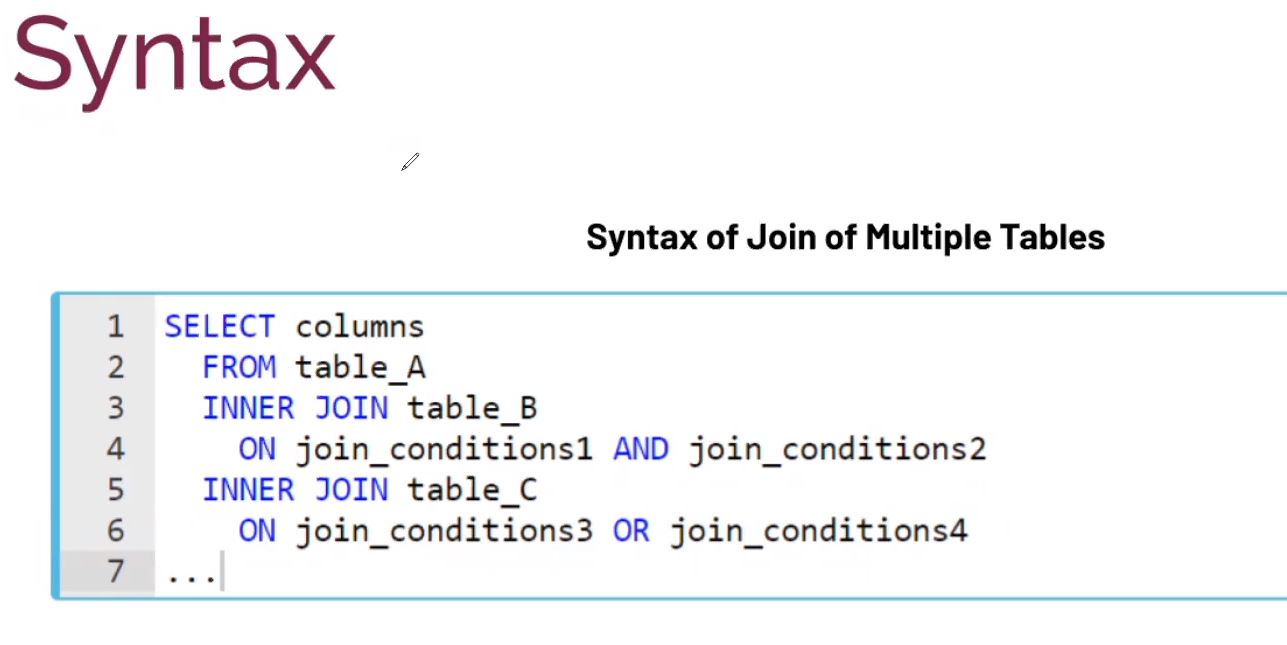 Syntax
Syntax of Join of Multiple Tables
1 SELECT columns
2 FROM table_A
3 INNER JOIN table_B
4 ON join_conditions1 AND join_conditions2
5 INNER JOIN table_C
6 ON join_conditions3 OR join_conditions4
7 ...